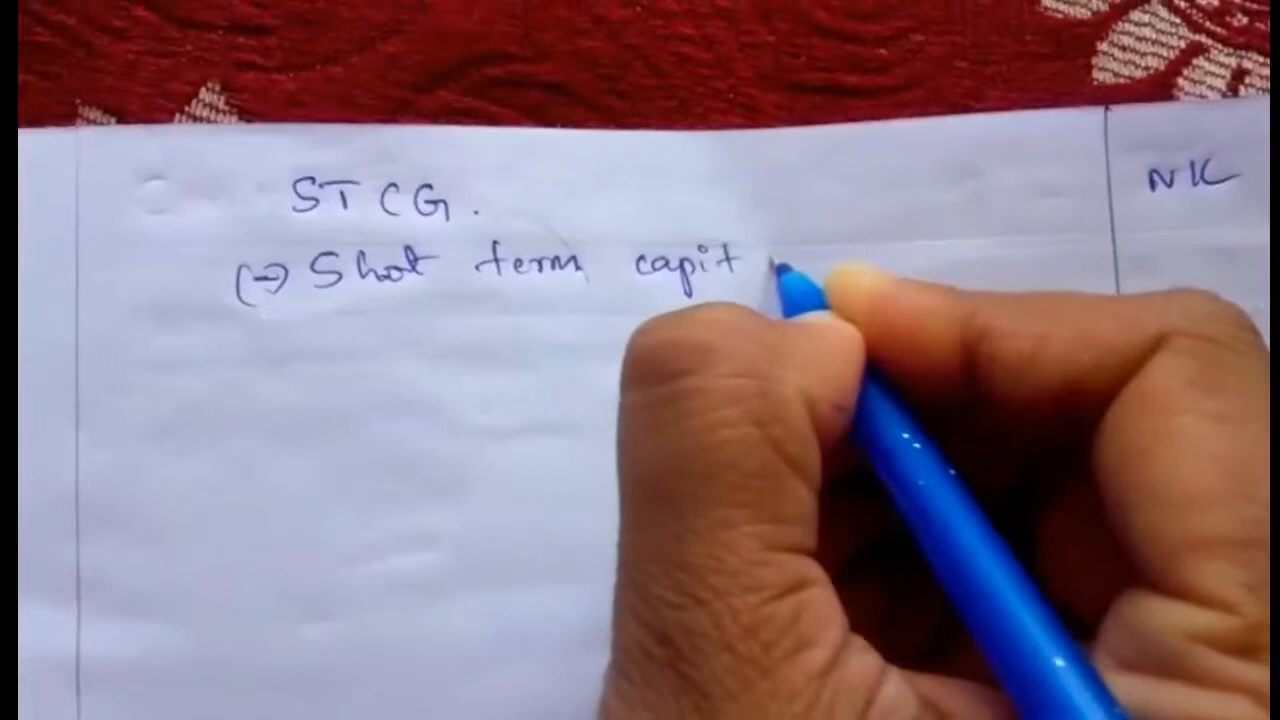 STCG.
NK
(→) Shot term capit